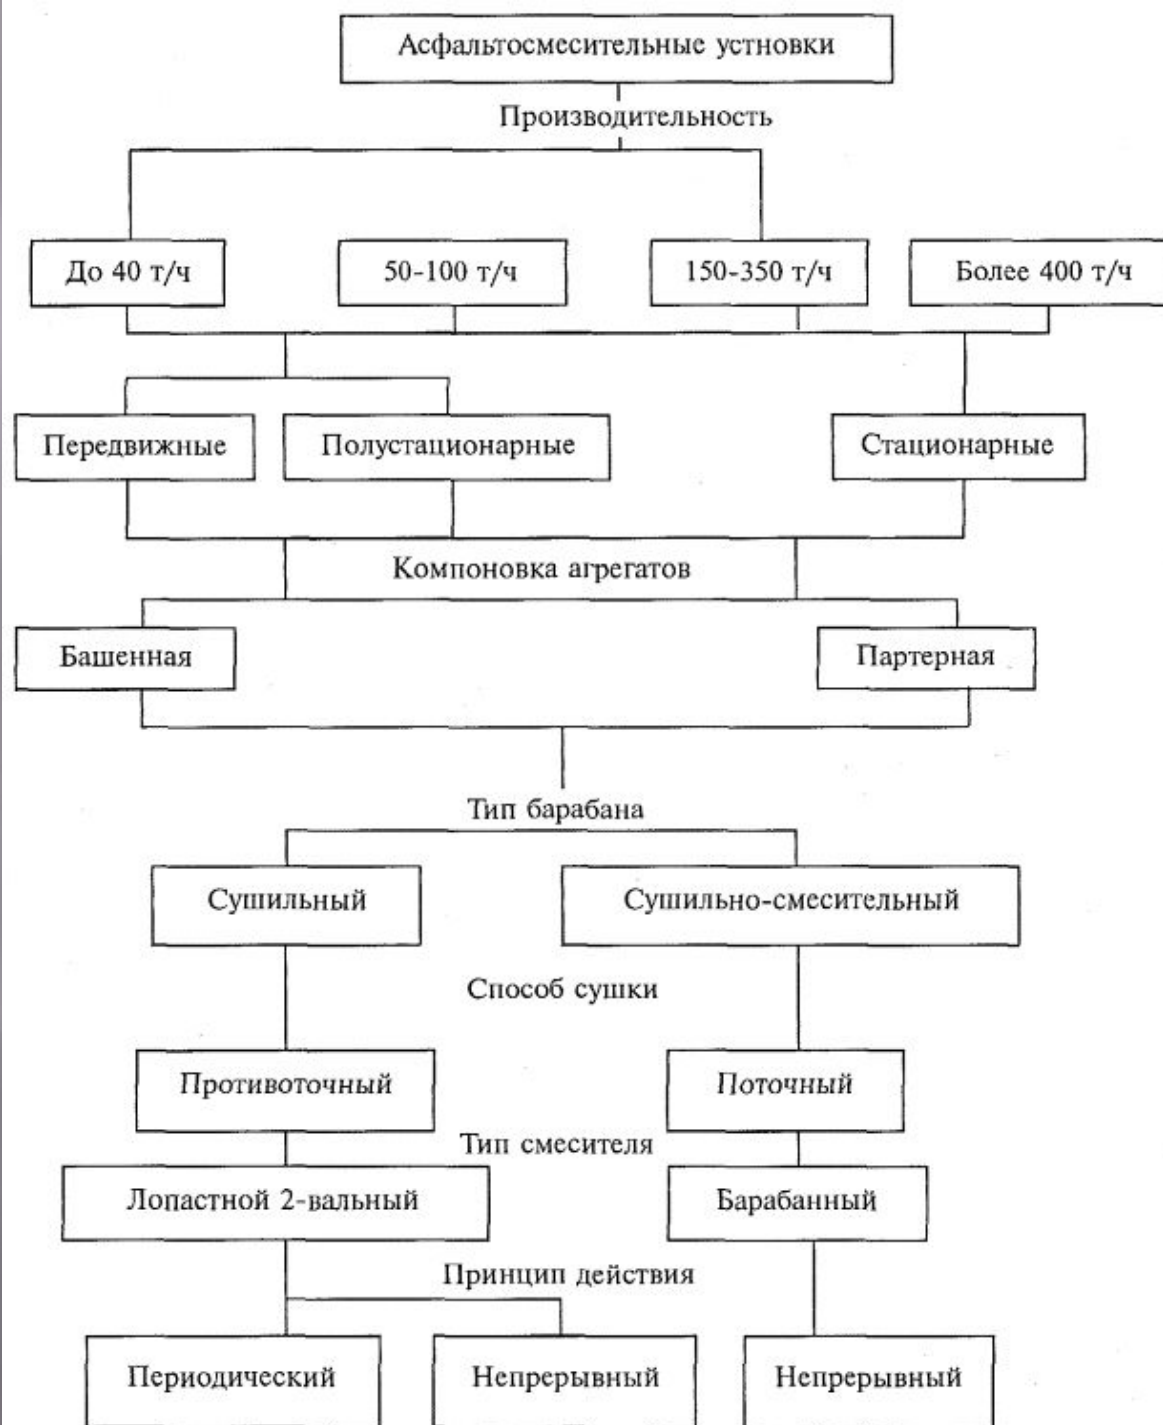 Асфальтосмесительные устновки
Производительность
До 40 т/ч
50-100 т/ч
150-350 т/ч
Более 400 т/ч
Передвижные
Полустационарные
Стационарные
Компоновка агрегатов
Башенная
Партерная
Тип барабана
Сушильный
Сушильно-смесительный
Способ сушки
Противоточный
Поточный
Тип смесителя
Лопастной 2-вальный
Барабанный
Принцип действия
Периодический
Непрерывный
Непрерывный